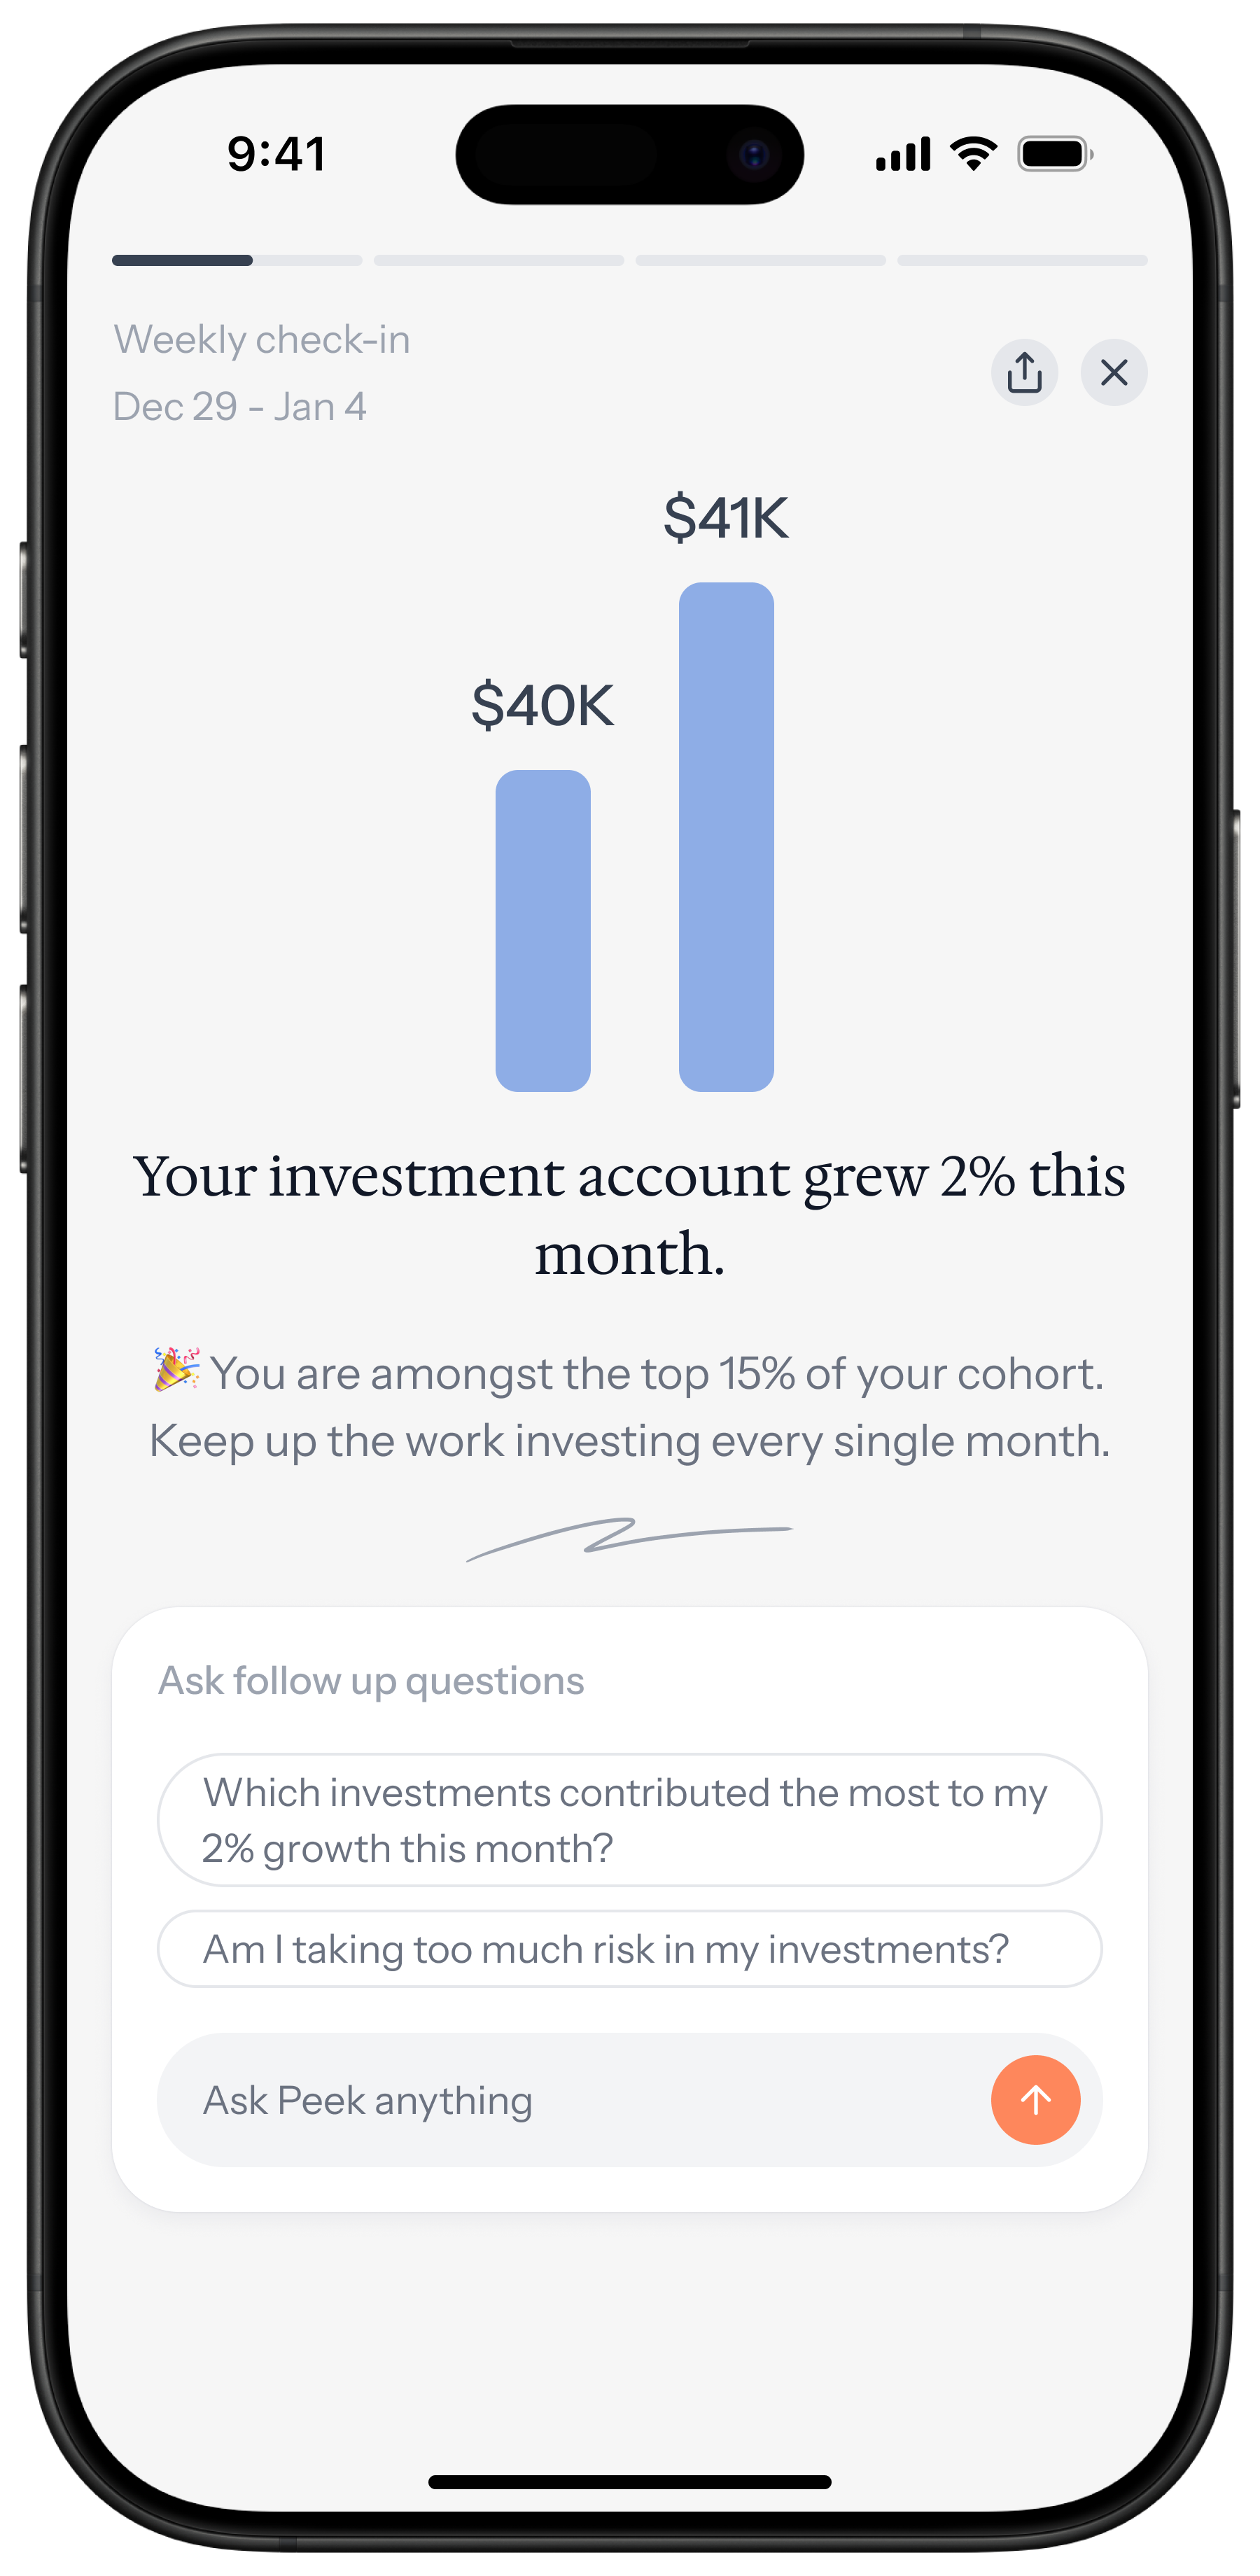 9:41
Weekly check-in
Dec 29 - Jan 4
$41K
$40K
Your investment account grew 2% this
month.
🎉 You are amongst the top 15% of your cohort.
Keep up the work investing every single month.
Ask follow up questions
Which investments contributed the most to my
2% growth this month?
Am I taking too much risk in my investments?
Ask Peek anything